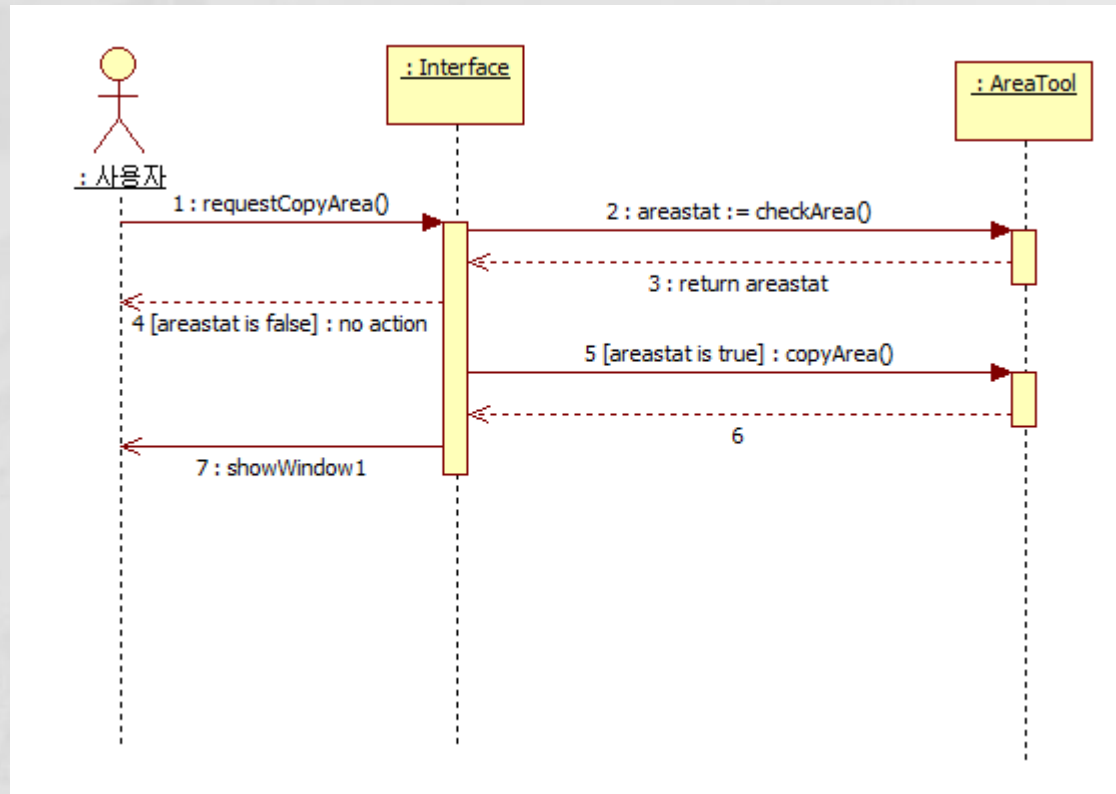 : Interface
: AreaTool
: 사용자
1 : requestCopyArea()
2 : areastat := checkArea()
3 : return areastat
4 [areastat is false] : no action
5 [areastat is true] : copyArea()
6
7 : showWindow1